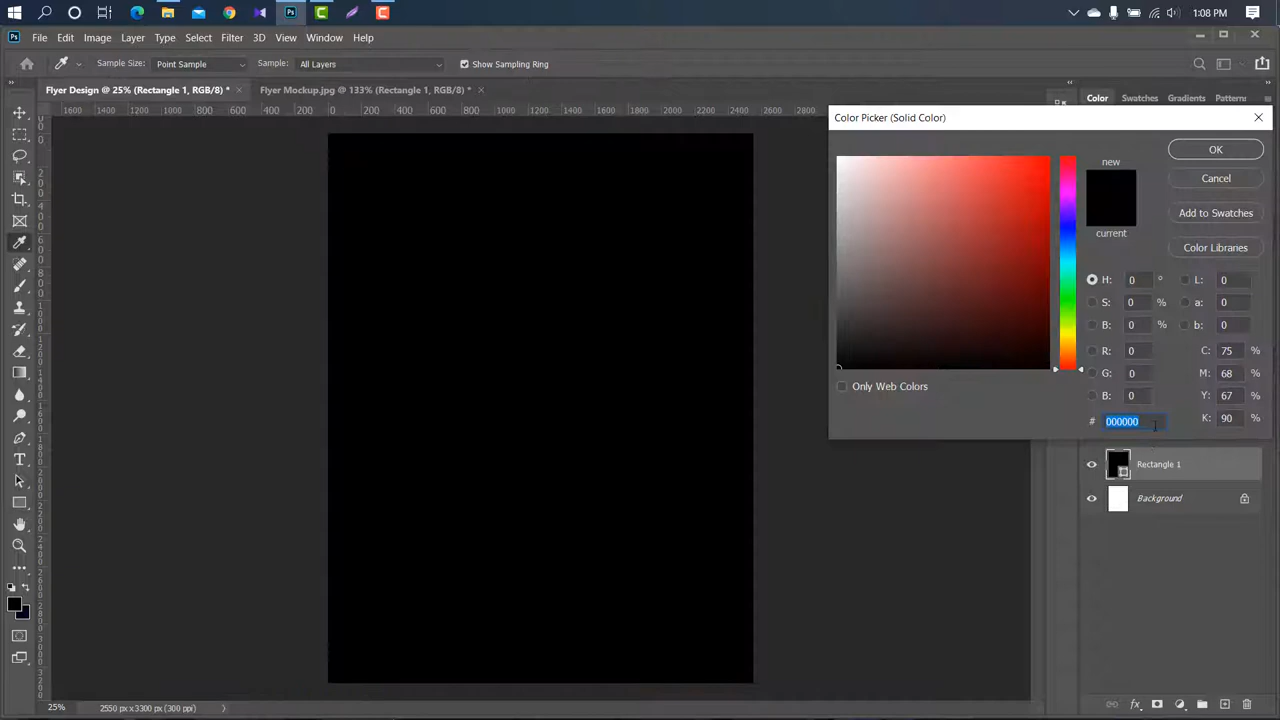 1:08 PM
Ps File Edit Image Layer Type Select Filter 3D View Window Help
Sample Size: Point Sample Sample: All Layers Show Sampling Ring
Flyer Design @ 25% (Rectangle 1, RGB/8) * × Flyer Mockup.jpg @ 133% (Rectangle 1, RGB/8) * ×
Color Swatches Gradients Patterns
1600 1400 1200 1000 800 600 400 200 0 200 400 600 800 1000 1200 1400 1600 1800 2000 2200 2400 2600 2800
Color Picker (Solid Color)
OK
new
Cancel
Add to Swatches
current
Color Libraries
H: 0 ° L: 0
S: 0 % a: 0
B: 0 % b: 0
R: 0 C: 75 %
G: 0 M: 68 %
B: 0 Y: 67 %
Only Web Colors
# 000000 K: 90 %
Rectangle 1
Background
25% 2550 px x 3300 px (300 ppi)